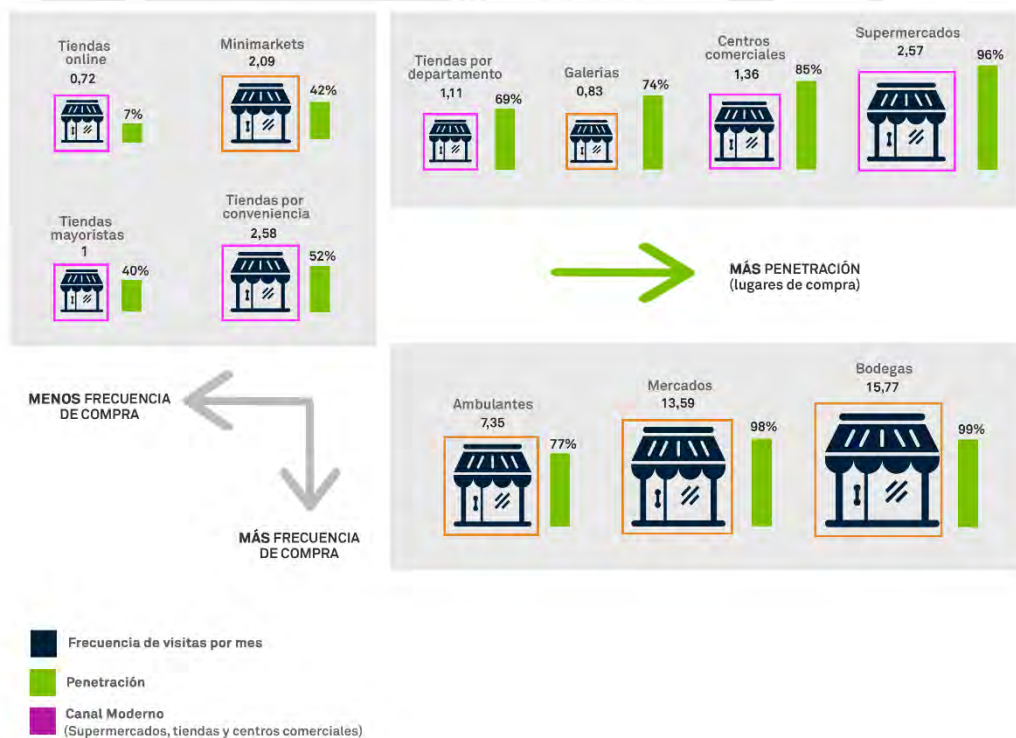 Tiendas
online
0,72
7%
Minimarkets
2,09
42%
Tiendas
mayoristas
1
40%
Tiendas por
conveniencia
2,58
52%
Tiendas por
departamento
1,11
69%
Galerías
0,83
74%
Centros
comerciales
1,36
85%
Supermercados
2,57
96%
MÁS PENETRACIÓN
(lugares de compra)
MENOS FRECUENCIA
DE COMPRA
MÁS FRECUENCIA
DE COMPRA
Ambulantes
7,35
77%
Mercados
13,59
98%
Bodegas
15,77
99%
Frecuencia de visitas por mes
Penetración
Canal Moderno
(Supermercados, tiendas y centros comerciales)